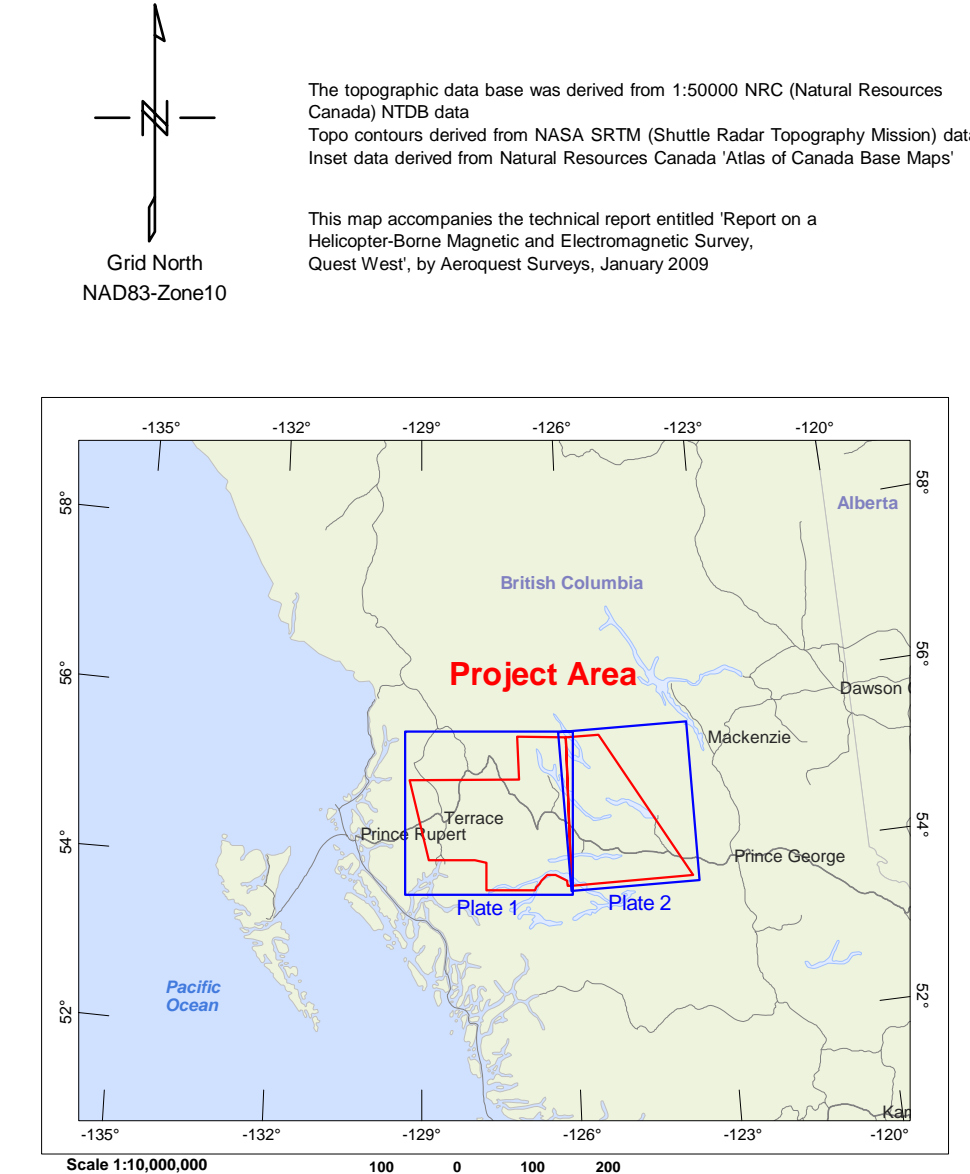 N
Grid North
NAD83-Zone10
The topographic data base was derived from 1:50000 NRC (Natural Resources
Canada) NTDB data
Topo contours derived from NASA SRTM (Shuttle Radar Topography Mission) data
Inset data derived from Natural Resources Canada 'Atlas of Canada Base Maps'
This map accompanies the technical report entitled 'Report on a
Helicopter-Borne Magnetic and Electromagnetic Survey,
Quest West', by Aeroquest Surveys, January 2009
-135° -132° -129° -126° -123° -120°
58° 58°
Alberta
British Columbia
56° 56°
Project Area
Dawson
Mackenzie
Terrace
Prince Rupert
54° 54°
Prince George
Plate 1 Plate 2
Pacific
Ocean
52° 52°
Kam
-135° -132° -129° -126° -123° -120°
Scale 1:10,000,000 100 0 100 200